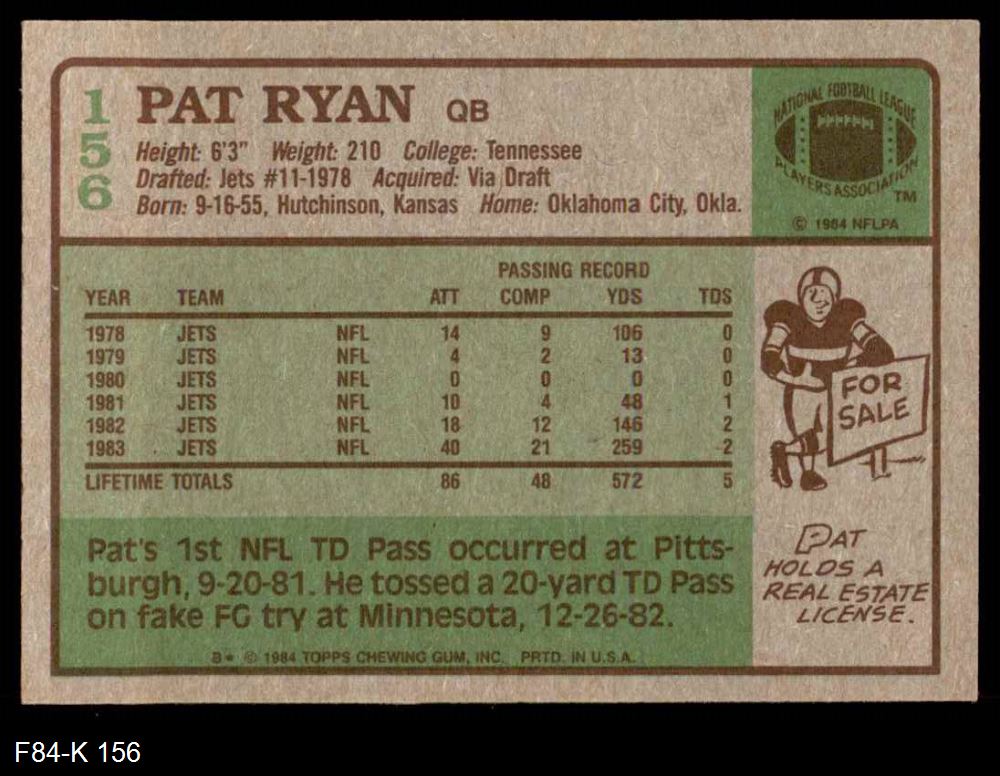 156
PAT RYAN QB
Height: 6'3" Weight: 210 College: Tennessee
Drafted: Jets #11-1978 Acquired: Via Draft
Born: 9-16-55, Hutchinson, Kansas Home: Oklahoma City, Okla.
NATIONAL FOOTBALL LEAGUE
PLAYERS ASSOCIATION
TM
© 1984 NFLPA
PASSING RECORD
YEAR TEAM ATT COMP YDS TDS
1978 JETS NFL 14 9 106 0
1979 JETS NFL 4 2 13 0
1980 JETS NFL 0 0 0 0
1981 JETS NFL 10 4 48 1
1982 JETS NFL 18 12 146 2
1983 JETS NFL 40 21 259 2
LIFETIME TOTALS 86 48 572 5
FOR
SALE
Pat's 1st NFL TD Pass occurred at Pitts-
burgh, 9-20-81. He tossed a 20-yard TD Pass
on fake FG try at Minnesota, 12-26-82.
PAT
HOLDS A
REAL ESTATE
LICENSE.
B* © 1984 TOPPS CHEWING GUM, INC. PRTD. IN U.S.A.
F84-K 156